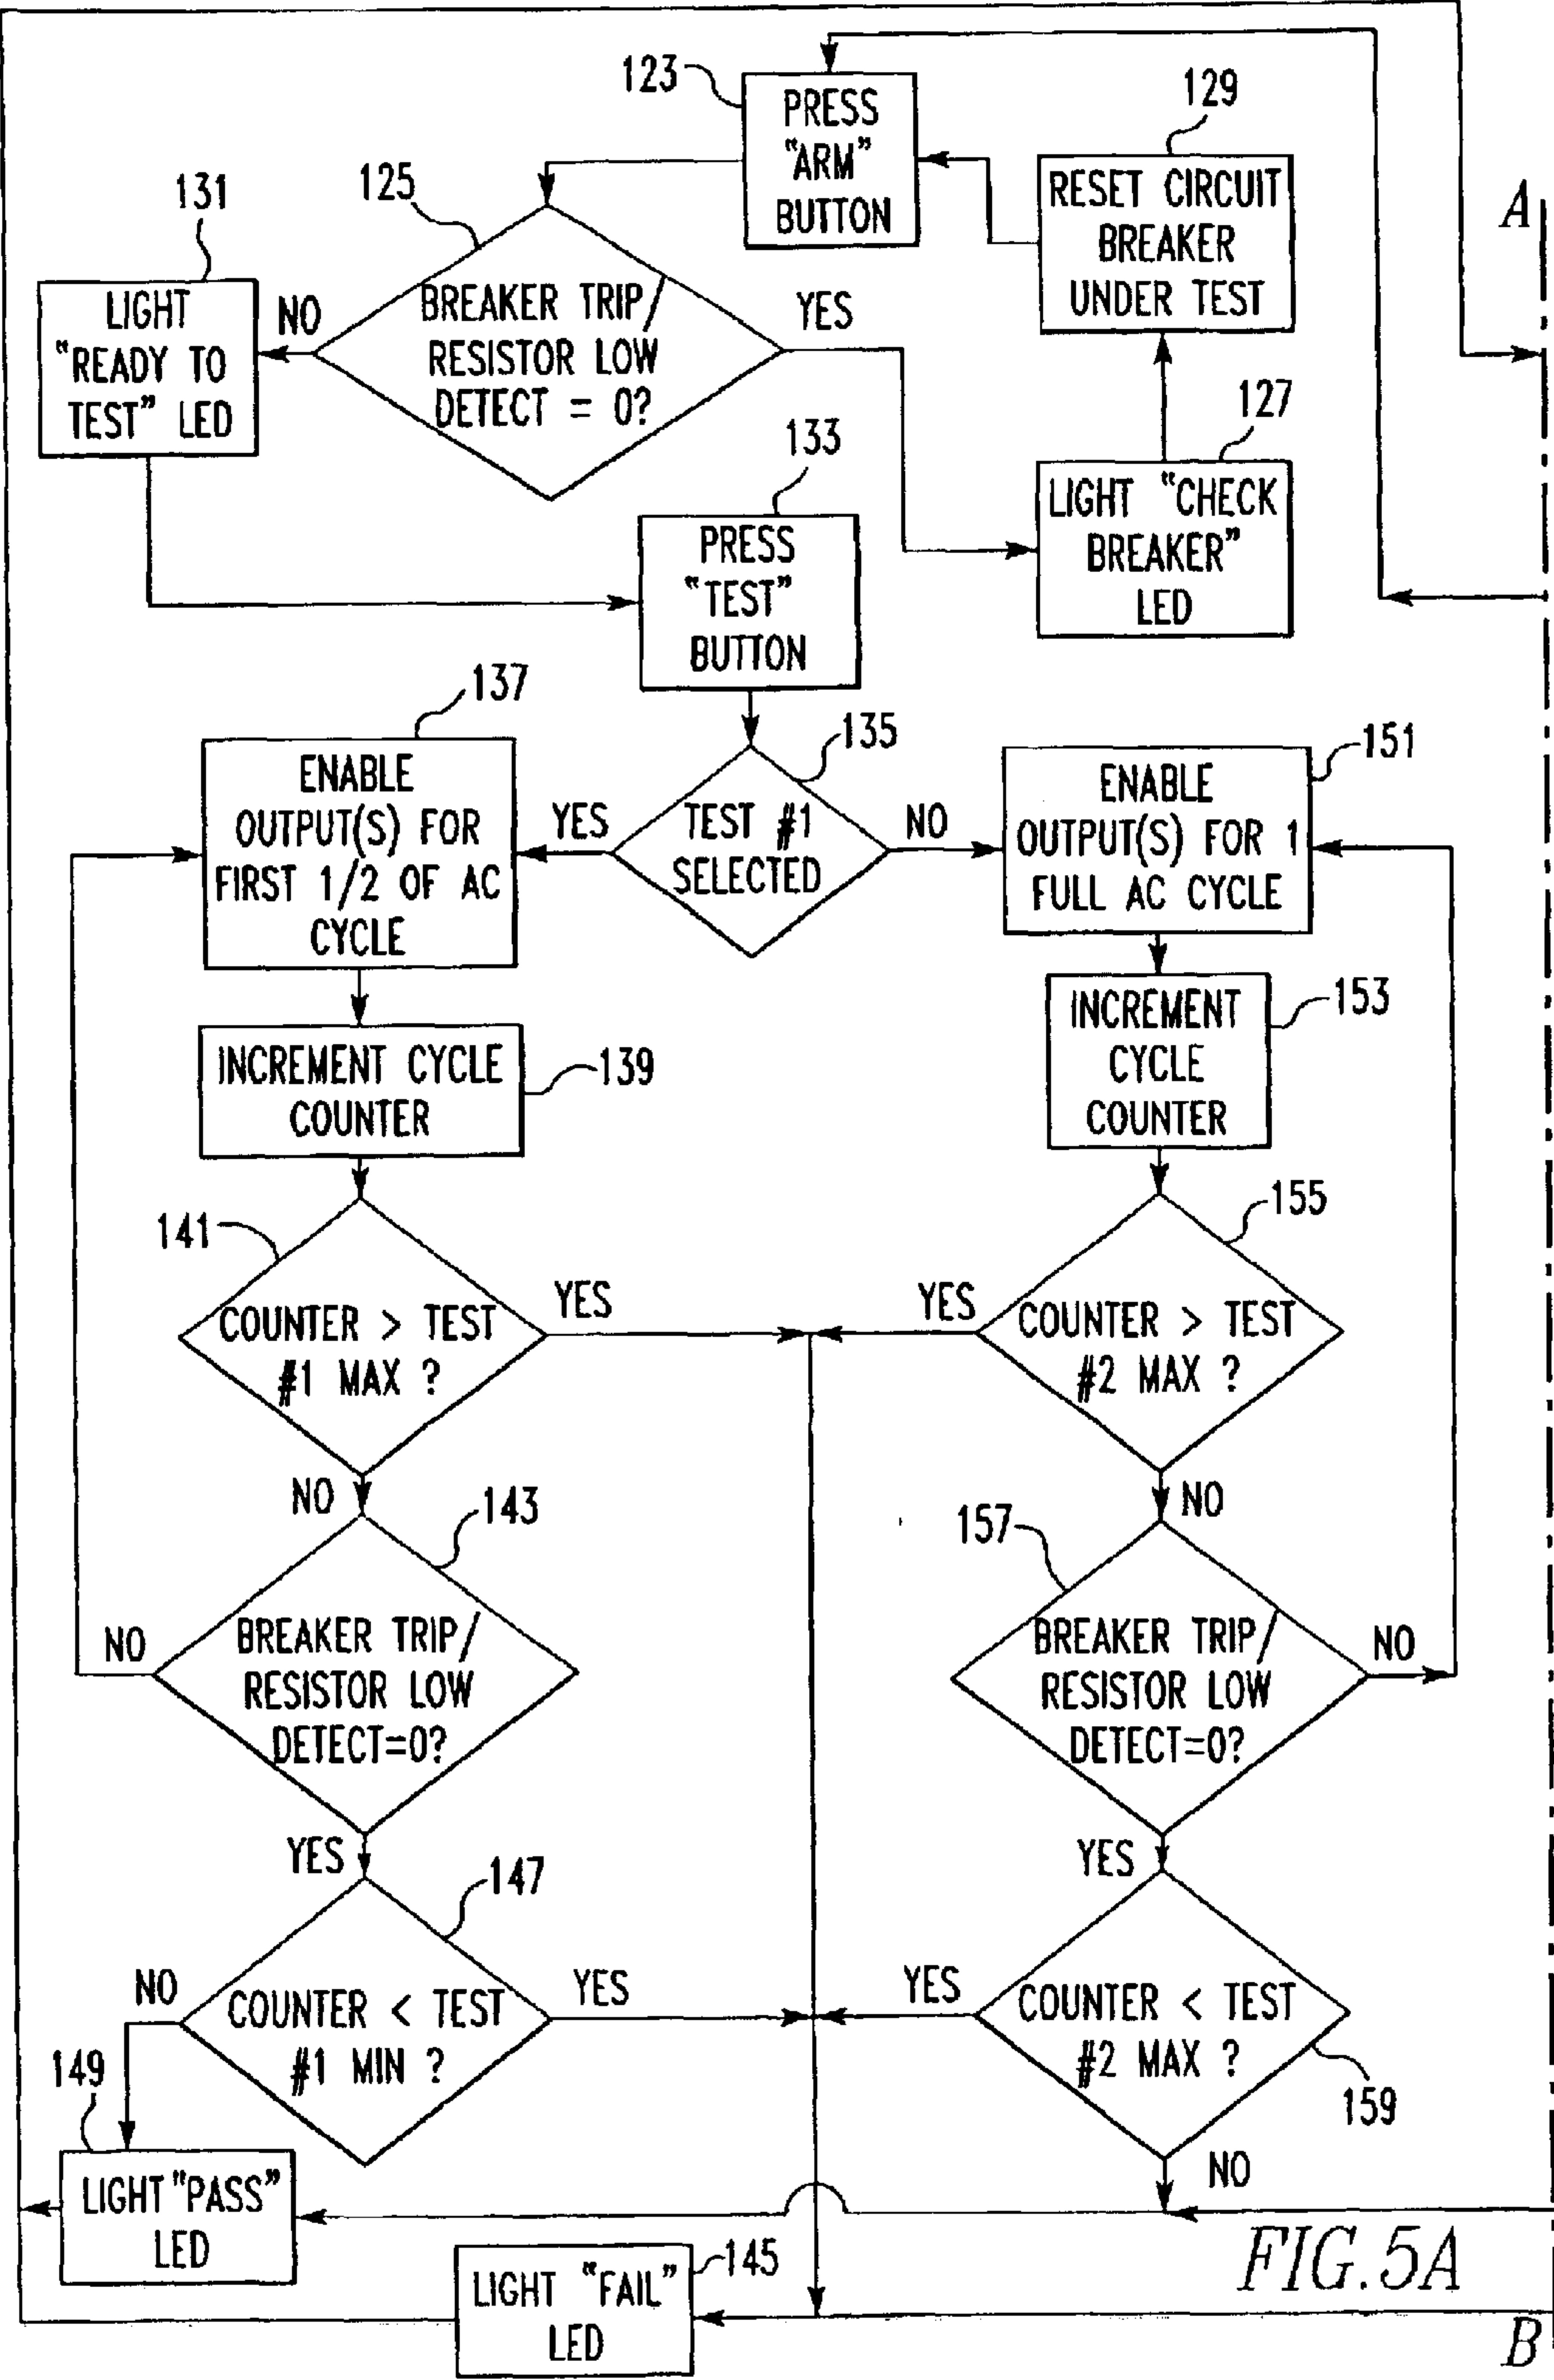 123
PRESS
"ARM"
BUTTON
129
RESET CIRCUIT
BREAKER
UNDER TEST
A
125
131
LIGHT
"READY TO
TEST" LED
NO
BREAKER TRIP/
RESISTOR LOW
DETECT = 0?
YES
127
LIGHT "CHECK
BREAKER"
LED
133
PRESS
"TEST"
BUTTON
137
ENABLE
OUTPUT(S) FOR
FIRST 1/2 OF AC
CYCLE
YES
135
TEST #1
SELECTED
NO
151
ENABLE
OUTPUT(S) FOR 1
FULL AC CYCLE
INCREMENT CYCLE
COUNTER
139
INCREMENT
CYCLE
COUNTER
153
141
COUNTER > TEST
#1 MAX ?
YES
NO
155
YES
COUNTER > TEST
#2 MAX ?
NO
143
BREAKER TRIP/
RESISTOR LOW
DETECT=0?
NO
YES
157
BREAKER TRIP/
RESISTOR LOW
DETECT=0?
NO
YES
147
NO
COUNTER < TEST
#1 MIN ?
YES
YES
COUNTER < TEST
#2 MAX ?
159
NO
149
LIGHT "PASS"
LED
LIGHT "FAIL"
LED
145
FIG.5A
B